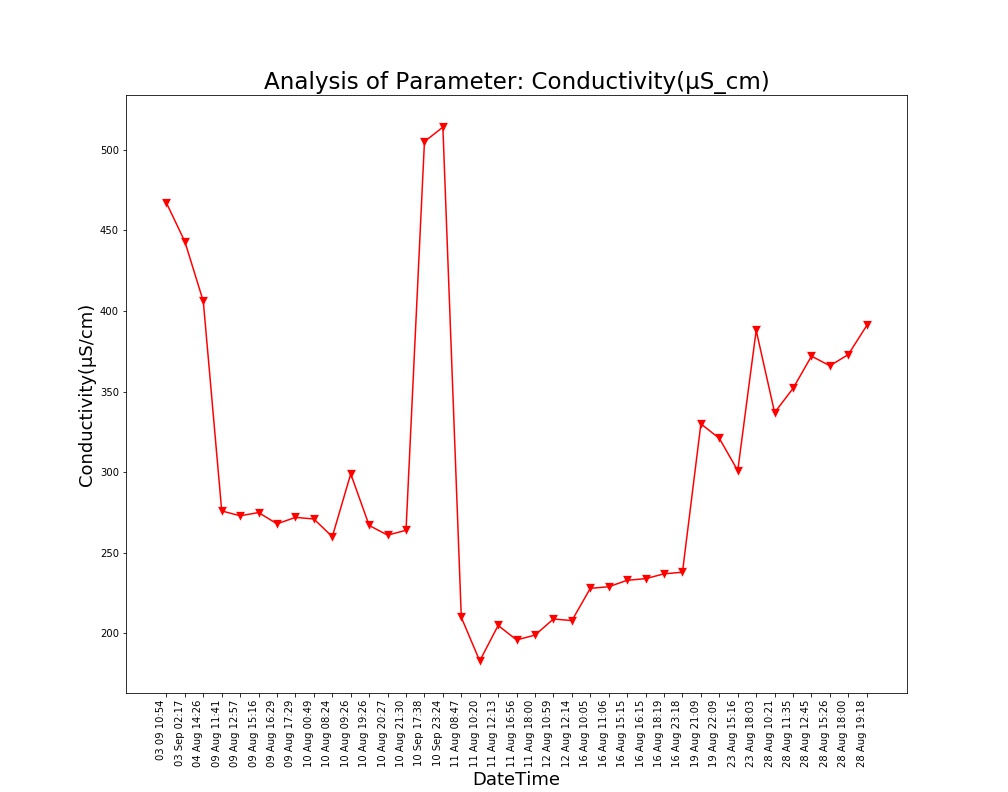 Analysis of Parameter: Conductivity(µS_cm)
Conductivity(µS/cm)
500
450
400
350
300
250
200
03 09 10:54
03 Sep 02:17
04 Aug 14:26
09 Aug 11:41
09 Aug 12:57
09 Aug 15:16
09 Aug 16:29
09 Aug 17:29
10 Aug 00:49
10 Aug 08:24
10 Aug 09:26
10 Aug 19:26
10 Aug 20:27
10 Aug 21:30
10 Sep 17:38
10 Sep 23:24
11 Aug 08:47
11 Aug 10:20
11 Aug 12:13
11 Aug 16:56
11 Aug 18:00
12 Aug 10:59
12 Aug 12:14
16 Aug 10:05
16 Aug 11:06
16 Aug 15:15
16 Aug 16:15
16 Aug 18:19
16 Aug 23:18
19 Aug 21:09
19 Aug 22:09
23 Aug 15:16
23 Aug 18:03
28 Aug 10:21
28 Aug 11:35
28 Aug 12:45
28 Aug 15:26
28 Aug 18:00
28 Aug 19:18
DateTime